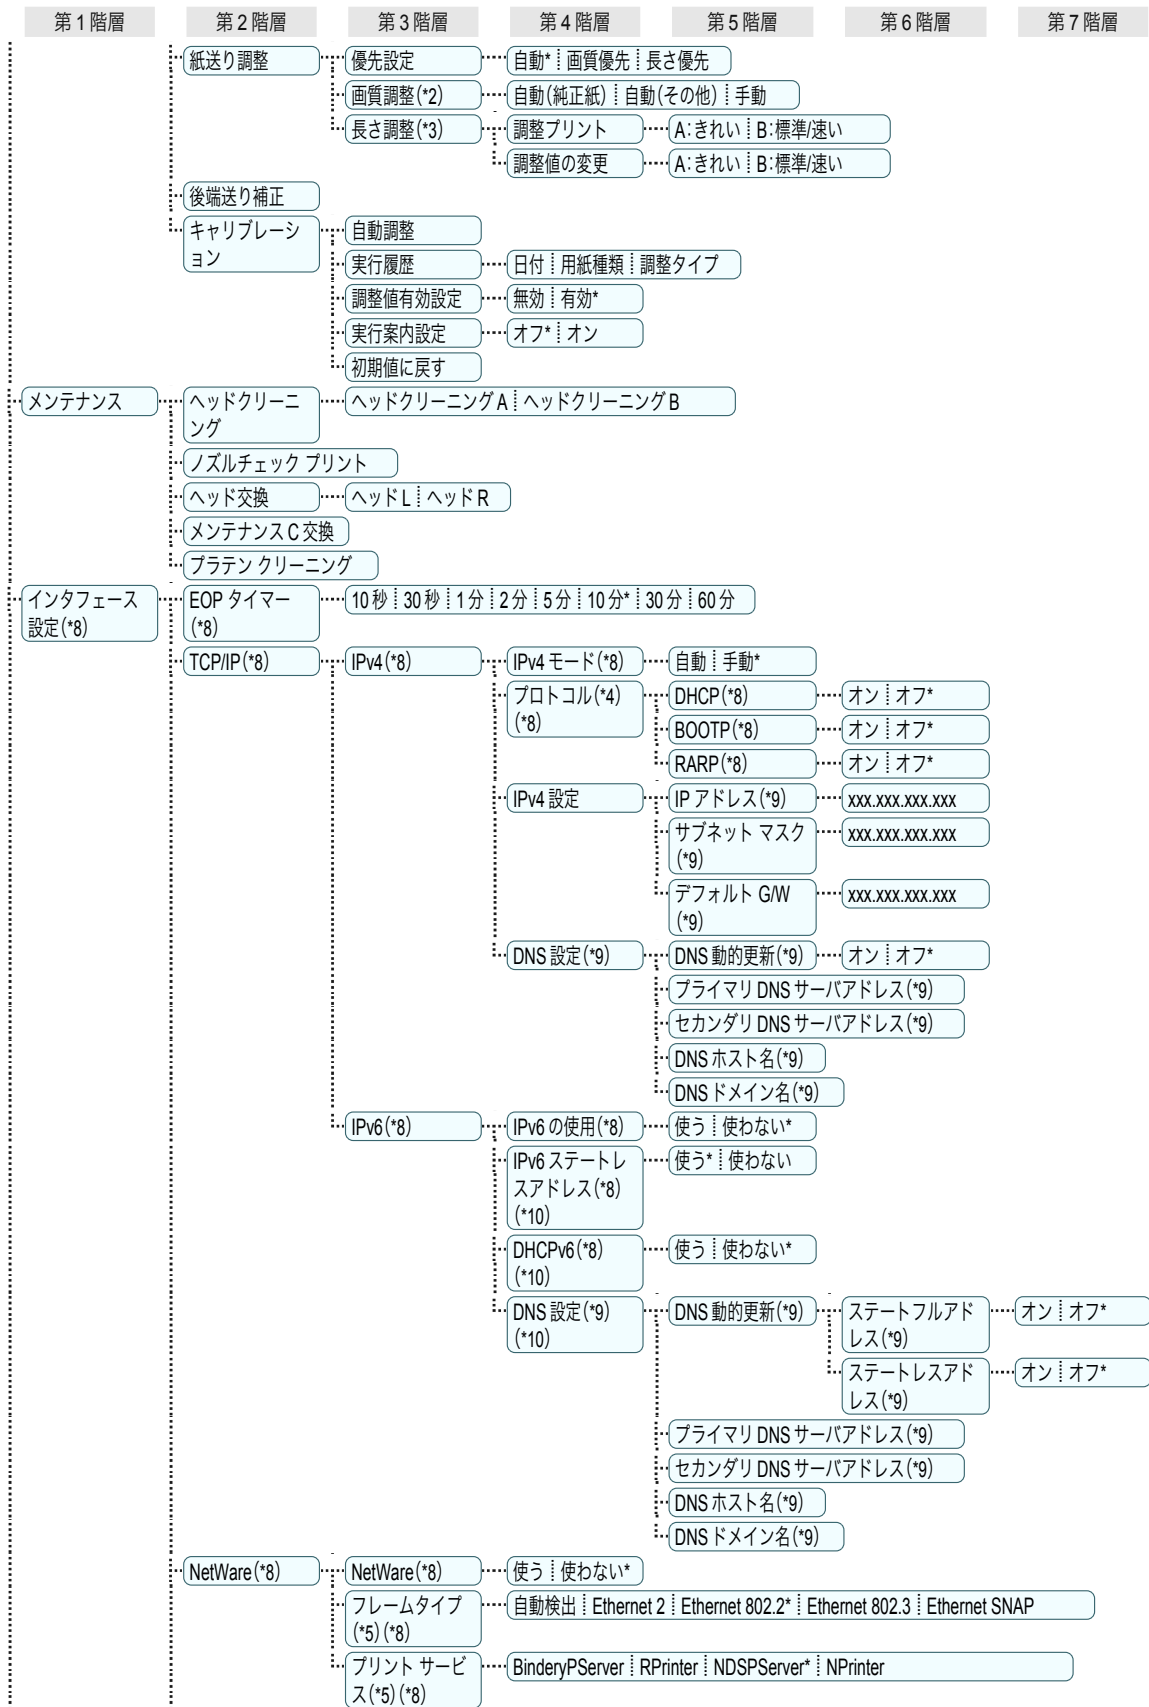 第 1 階層 第 2 階層 第 3 階層 第 4 階層 第 5 階層 第 6 階層 第 7 階層
紙送り調整 優先設定 自動* 画質優先 長さ優先
画質調整(*2) 自動(純正紙) 自動(その他) 手動
長さ調整(*3) 調整プリント A:きれい B:標準/速い
調整値の変更 A:きれい B:標準/速い
後端送り補正
キャリブレーシ
ョン
自動調整
実行履歴 日付 用紙種類 調整タイプ
調整値有効設定 無効 有効*
実行案内設定 オフ* オン
初期値に戻す
メンテナンス ヘッドクリーニ
ング
ヘッドクリーニング A ヘッドクリーニング B
ノズルチェック プリント
ヘッド交換 ヘッド L ヘッド R
メンテナンス C 交換
プラテン クリーニング
インタフェース
設定(*8)
EOP タイマー
(*8)
10 秒 30 秒 1 分 2 分 5 分 10 分* 30 分 60 分
TCP/IP(*8) IPv4(*8) IPv4 モード(*8) 自動 手動*
プロトコル(*4)
(*8)
DHCP(*8) オン オフ*
BOOTP(*8) オン オフ*
RARP(*8) オン オフ*
IPv4 設定 IP アドレス(*9) xxx.xxx.xxx.xxx
サブネット マスク
(*9)
xxx.xxx.xxx.xxx
デフォルト G/W
(*9)
xxx.xxx.xxx.xxx
DNS 設定(*9) DNS 動的更新(*9) オン オフ*
プライマリ DNS サーバアドレス(*9)
セカンダリ DNS サーバアドレス(*9)
DNS ホスト名(*9)
DNS ドメイン名(*9)
IPv6(*8) IPv6 の使用(*8) 使う 使わない*
IPv6 ステートレ
スアドレス(*8)
(*10)
使う* 使わない
DHCPv6(*8)
(*10)
使う 使わない*
DNS 設定(*9)
(*10)
DNS 動的更新(*9) ステートフルアド
レス(*9)
オン オフ*
ステートレスアド
レス(*9)
オン オフ*
プライマリ DNS サーバアドレス(*9)
セカンダリ DNS サーバアドレス(*9)
DNS ホスト名(*9)
DNS ドメイン名(*9)
NetWare(*8) NetWare(*8) 使う 使わない*
フレームタイプ
(*5) (*8)
自動検出 Ethernet 2 Ethernet 802.2* Ethernet 802.3 Ethernet SNAP
プリント サービ
ス(*5) (*8)
BinderyPServer RPrinter NDSPServer* NPrinter